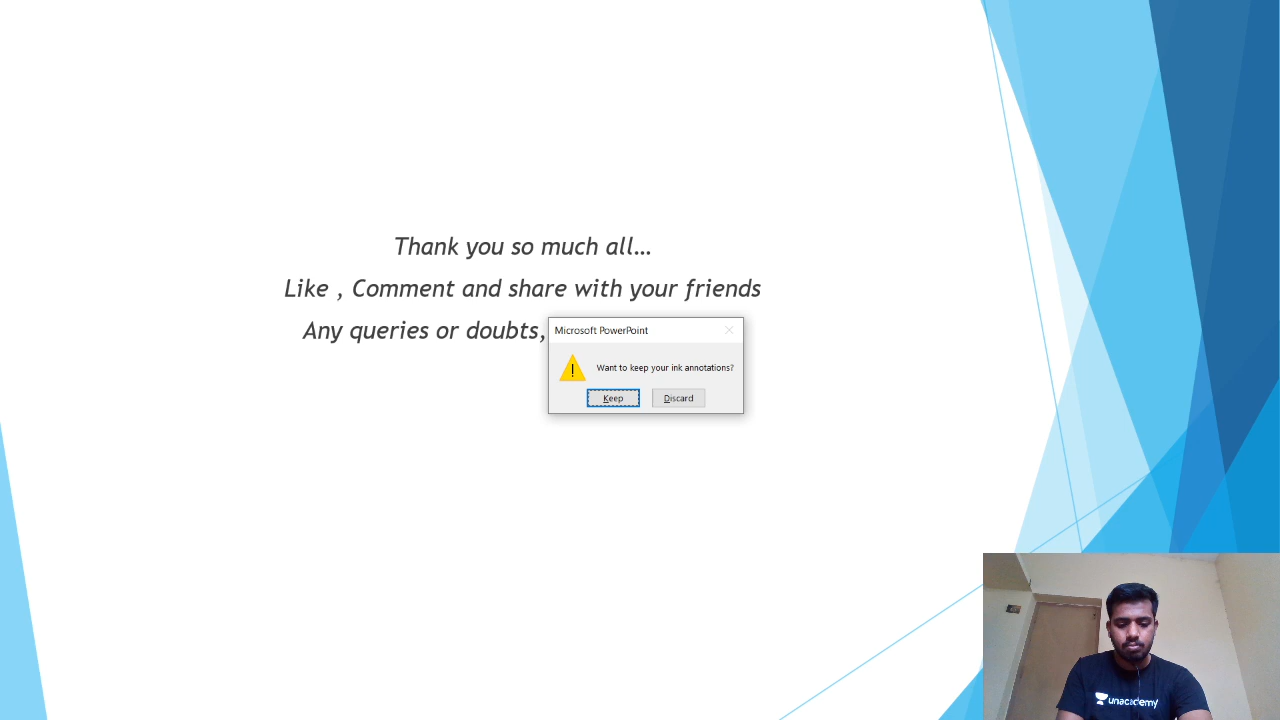 Thank you so much all…
Like , Comment and share with your friends
Any queries or doubts,
Microsoft PowerPoint
Want to keep your ink annotations?
Keep
Discard
unacademy